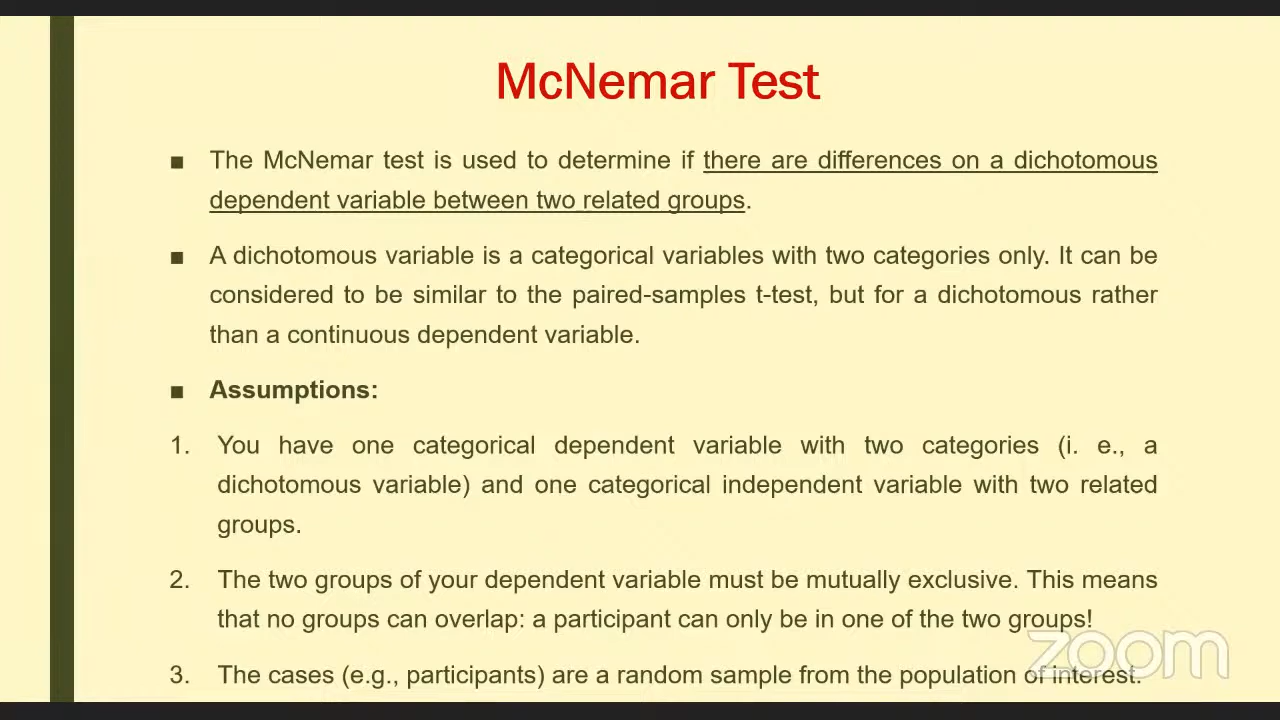 McNemar Test
■ The McNemar test is used to determine if there are differences on a dichotomous
dependent variable between two related groups.
■ A dichotomous variable is a categorical variables with two categories only. It can be
considered to be similar to the paired-samples t-test, but for a dichotomous rather
than a continuous dependent variable.
■ Assumptions:
1. You have one categorical dependent variable with two categories (i. e., a
dichotomous variable) and one categorical independent variable with two related
groups.
2. The two groups of your dependent variable must be mutually exclusive. This means
that no groups can overlap: a participant can only be in one of the two groups!
3. The cases (e.g., participants) are a random sample from the population of interest.
zoom